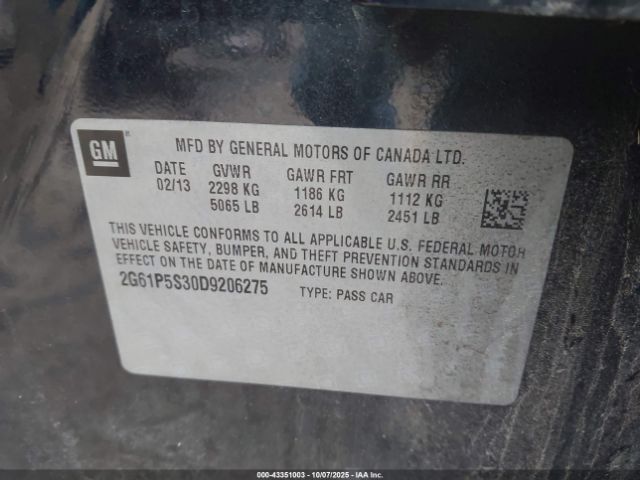 GM
MFD BY GENERAL MOTORS OF CANADA LTD.
DATE GVWR GAWR FRT GAWR RR
02/13 2298 KG 1186 KG 1112 KG
5065 LB 2614 LB 2451 LB
THIS VEHICLE CONFORMS TO ALL APPLICABLE U.S. FEDERAL MOTOR
VEHICLE SAFETY, BUMPER, AND THEFT PREVENTION STANDARDS IN
EFFECT ON THE DATE OF MANUFACTURE SHOWN ABOVE.
2G61P5S30D9206275 TYPE: PASS CAR
000-43351003 | 10/07/2025 | IAA Inc.